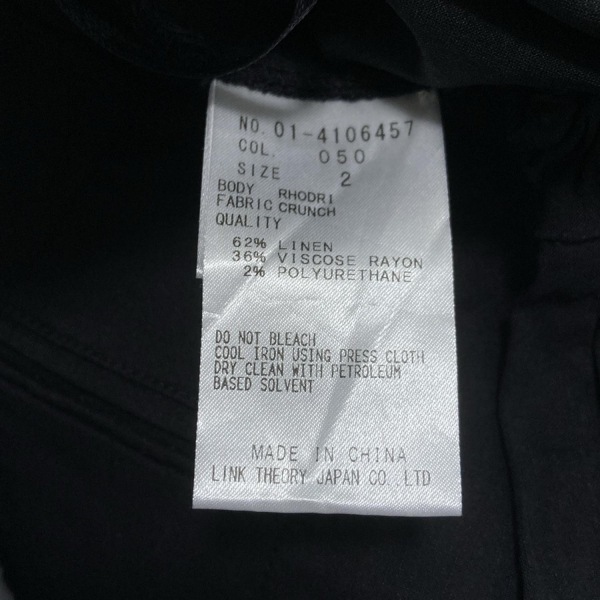 NO. 01-4106457
COL. 050
SIZE 2
BODY RHODRI
FABRIC CRUNCH
QUALITY
62% LINEN
36% VISCOSE RAYON
2% POLYURETHANE
DO NOT BLEACH
COOL IRON USING PRESS CLOTH
DRY CLEAN WITH PETROLEUM
BASED SOLVENT
MADE IN CHINA
LINK THEORY JAPAN CO.,LTD